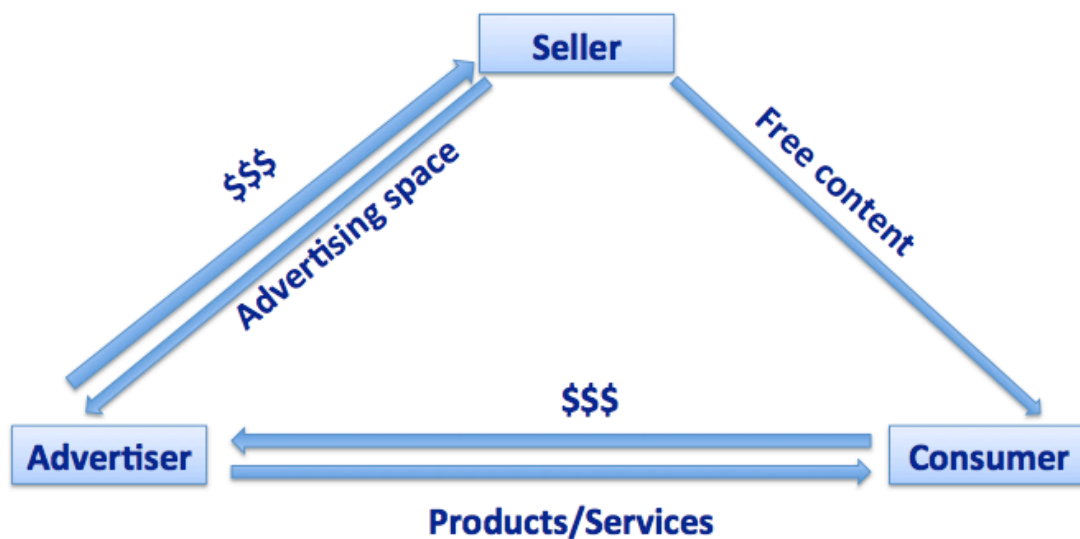 Seller
$$$
Advertising space
Free content
$$$
Advertiser
Consumer
Products/Services